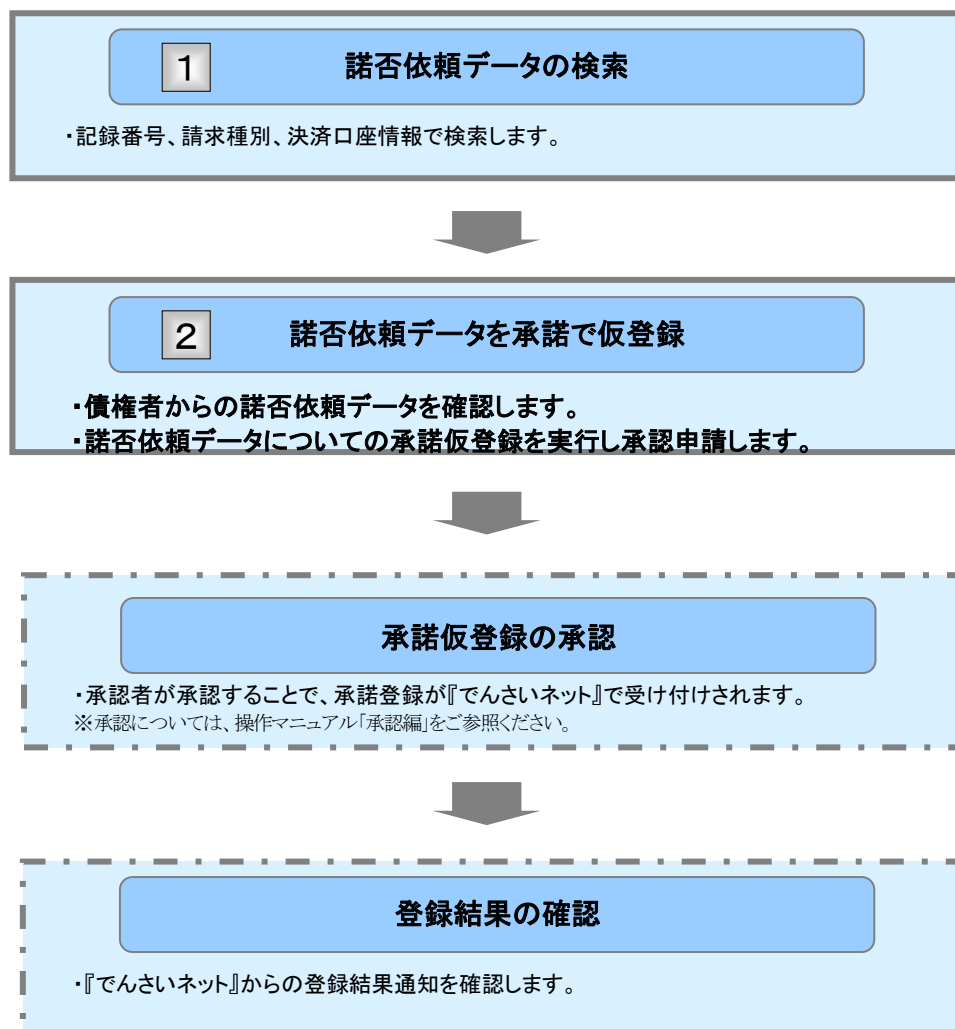 1 諾否依頼データの検索
・記録番号、請求種別、決済口座情報で検索します。
2 諾否依頼データを承諾で仮登録
・債権者からの諾否依頼データを確認します。
・諾否依頼データについての承諾仮登録を実行し承認申請します。
承諾仮登録の承認
・承認者が承認することで、承諾登録が『でんさいネット』で受け付けされます。
※承認については、操作マニュアル「承認編」をご参照ください。
登録結果の確認
・『でんさいネット』からの登録結果通知を確認します。